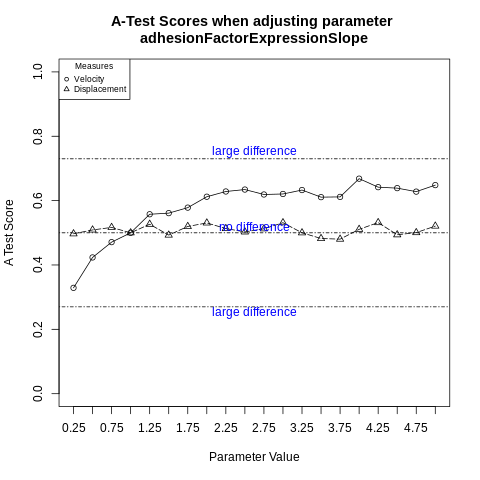 A-Test Scores when adjusting parameter
adhesionFactorExpressionSlope
Measures
Velocity
Displacement
large difference
no difference
large difference
A Test Score
1.0
0.8
0.6
0.4
0.2
0.0
0.25 0.75 1.25 1.75 2.25 2.75 3.25 3.75 4.25 4.75
Parameter Value